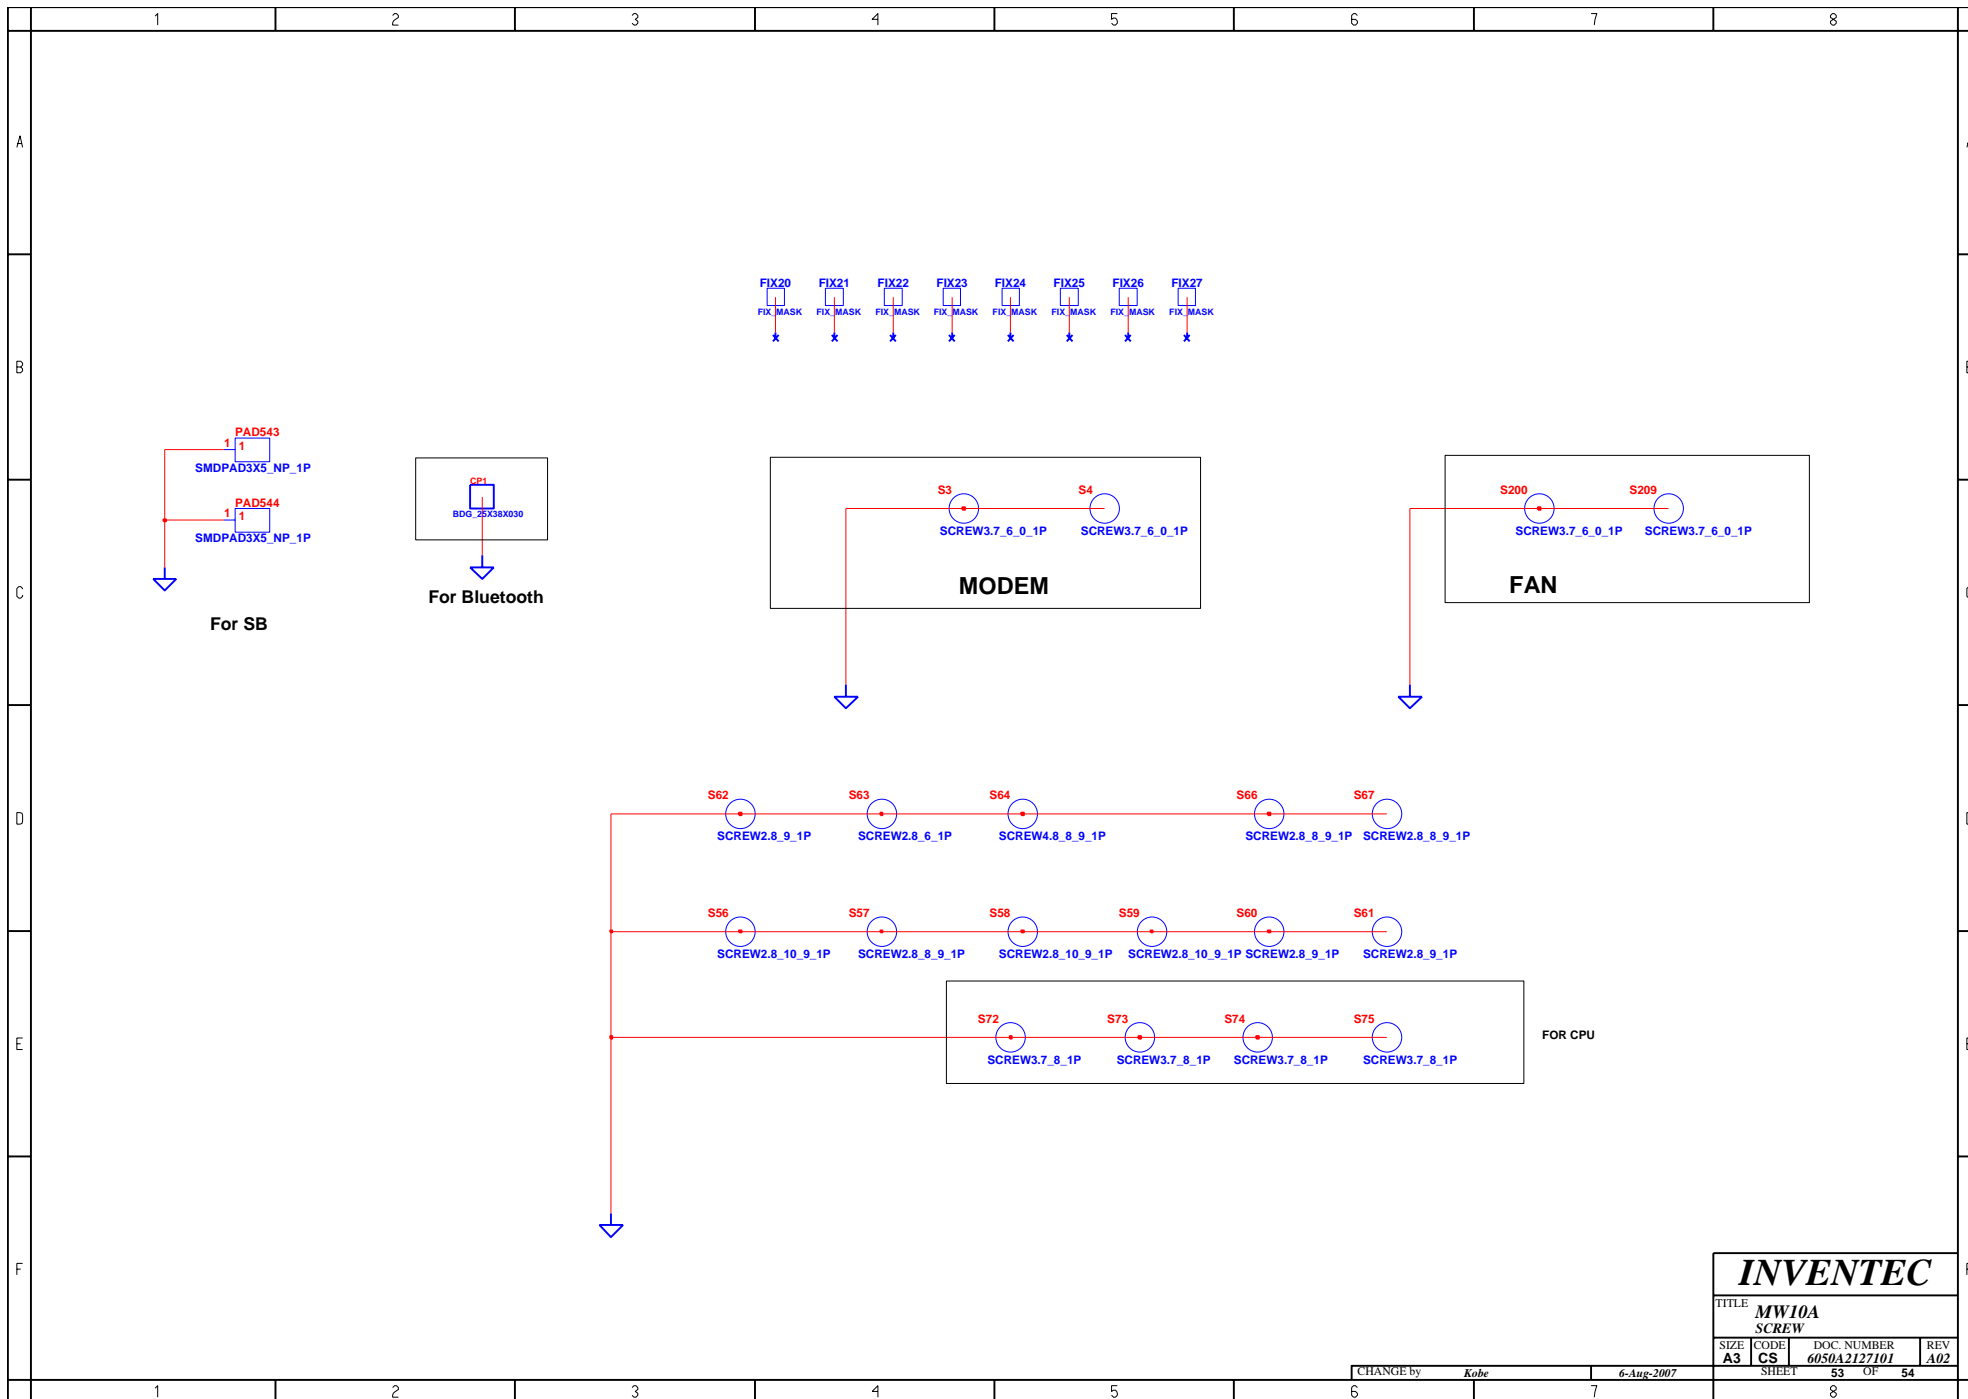 1 2 3 4 5 6 7 8
A
FIX20 FIX21 FIX22 FIX23 FIX24 FIX25 FIX26 FIX27
FIX_MASK FIX_MASK FIX_MASK FIX_MASK FIX_MASK FIX_MASK FIX_MASK FIX_MASK
B
PAD543
1 1
SMDPAD3X5_NP_1P
PAD544
1 1
SMDPAD3X5_NP_1P
For SB
CP1
BDG_25X38X030
For Bluetooth
S3 S4
SCREW3.7_6_0_1P SCREW3.7_6_0_1P
MODEM
S200 S209
SCREW3.7_6_0_1P SCREW3.7_6_0_1P
FAN
C
S62 S63 S64 S66 S67
D
SCREW2.8_9_1P SCREW2.8_6_1P SCREW4.8_8_9_1P SCREW2.8_8_9_1P SCREW2.8_8_9_1P
S56 S57 S58 S59 S60 S61
SCREW2.8_10_9_1P SCREW2.8_8_9_1P SCREW2.8_10_9_1P SCREW2.8_10_9_1P SCREW2.8_9_1P SCREW2.8_9_1P
S72 S73 S74 S75
E
SCREW3.7_8_1P SCREW3.7_8_1P SCREW3.7_8_1P SCREW3.7_8_1P
FOR CPU
F
INVENTEC
TITLE MW10A
SCREW
SIZE CODE DOC. NUMBER REV
A3 CS 6050A2127101 A02
CHANGE by Kobe 6-Aug-2007 SHEET 53 OF 54
1 2 3 4 5 6 7 8